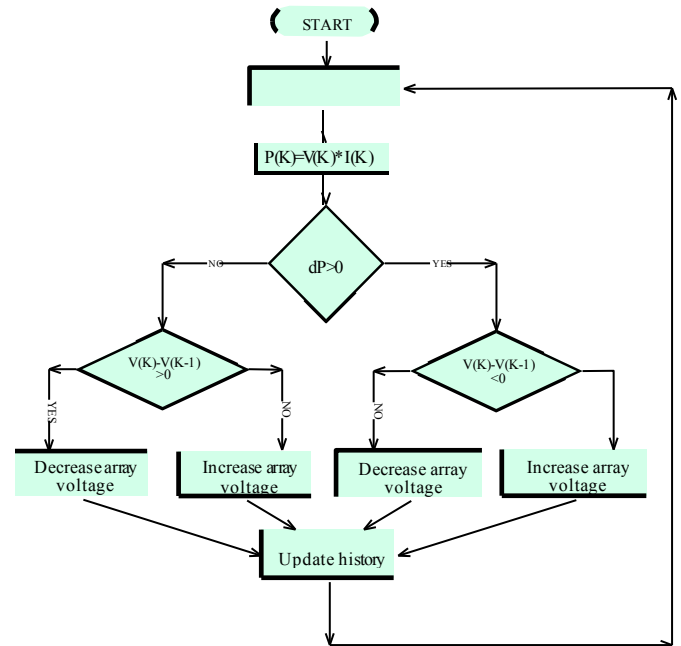 START
P(K)=V(K)*I(K)
dP>0
NO
YES
V(K)-V(K-1)
>0
V(K)-V(K-1)
<0
YES
NO
NO
Decrease array
voltage
Increase array
voltage
Decrease array
voltage
Increase array
voltage
Update history